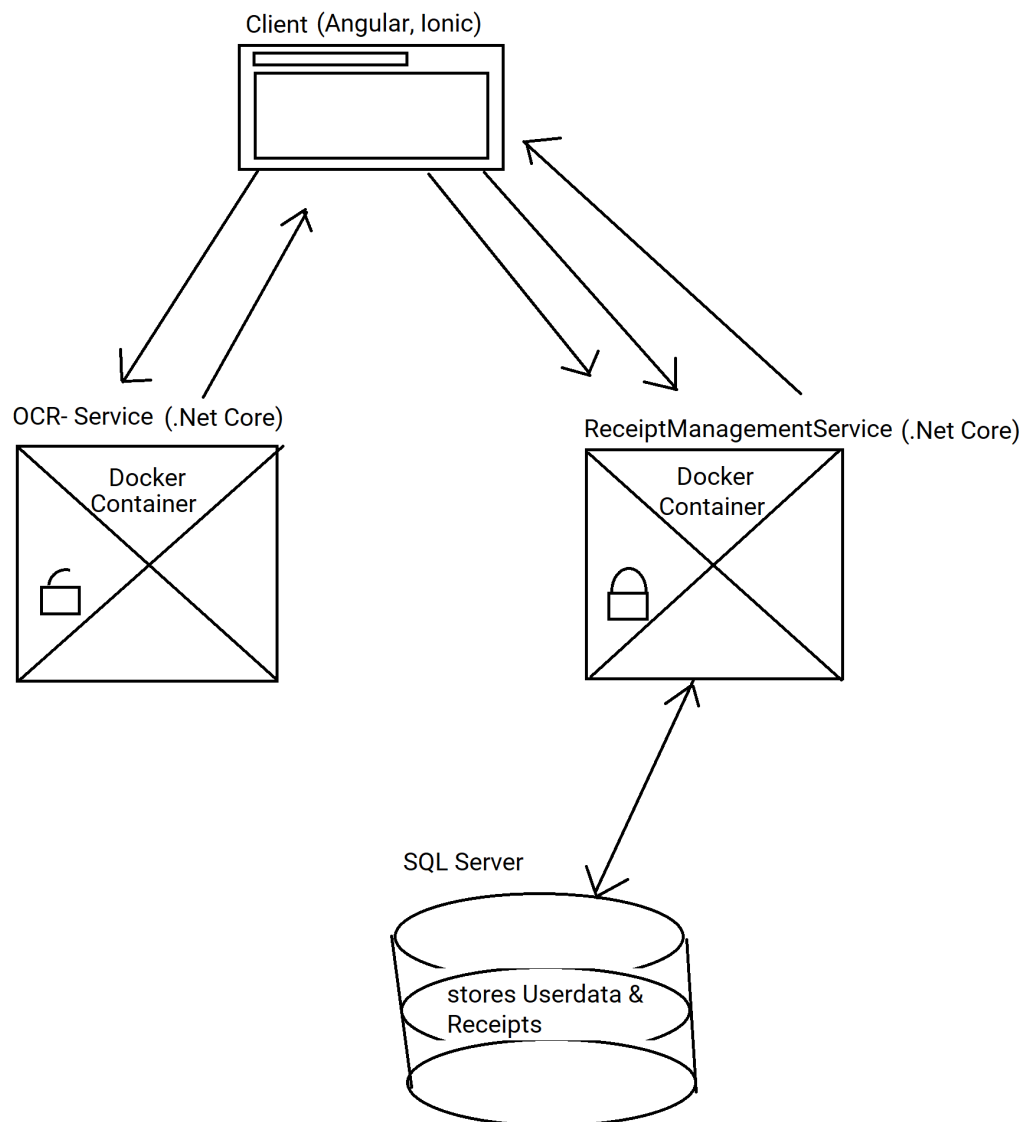 Client (Angular, Ionic)
OCR- Service (.Net Core)
Docker
Container
ReceiptManagementService (.Net Core)
Docker
Container
SQL Server
stores Userdata &
Receipts